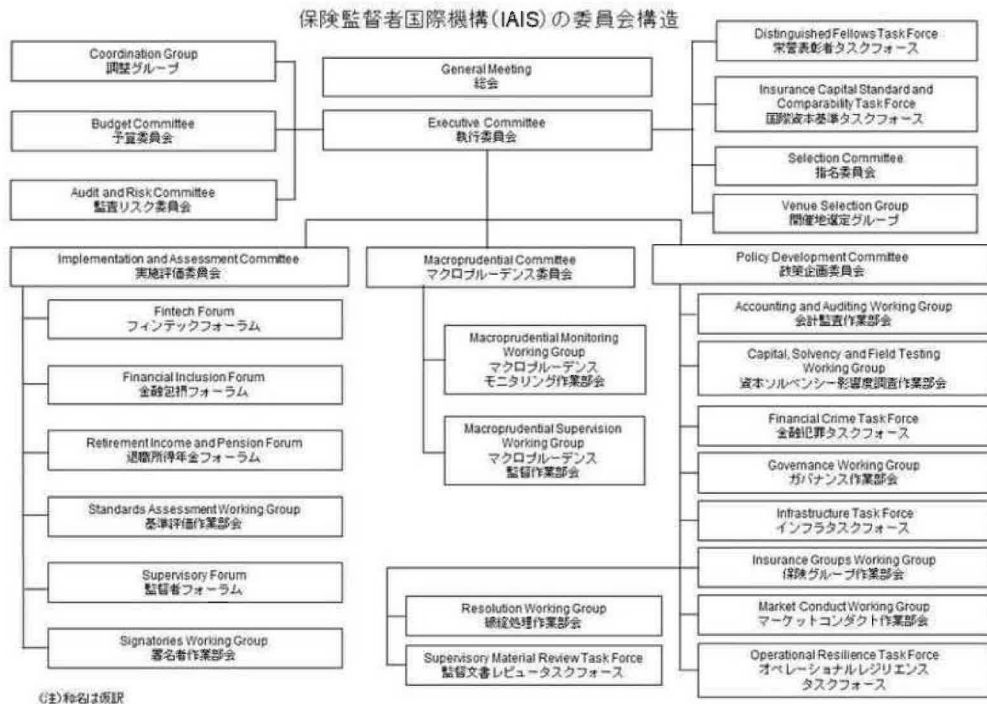 保険監督者国際機構(IAIS)の委員会構造
Coordination Group
調整グループ
Budget Committee
予算委員会
Audit and Risk Committee
監査リスク委員会
General Meeting
総会
Executive Committee
執行委員会
Distinguished Fellows Task Force
栄誉表彰者タスクフォース
Insurance Capital Standard and
Comparability Task Force
国際資本基準タスクフォース
Selection Committee
指名委員会
Venue Selection Group
開催地選定グループ
Implementation and Assessment Committee
実施評価委員会
Fintech Forum
フィンテックフォーラム
Financial Inclusion Forum
金融包摂フォーラム
Retirement Income and Pension Forum
退職所得年金フォーラム
Standards Assessment Working Group
基準評価作業部会
Supervisory Forum
監督者フォーラム
Signatories Working Group
署名者作業部会
Macroprudential Committee
マクロプルーデンス委員会
Macroprudential Monitoring
Working Group
マクロプルーデンス
モニタリング作業部会
Macroprudential Supervision
Working Group
マクロプルーデンス
監督作業部会
Policy Development Committee
政策企画委員会
Accounting and Auditing Working Group
会計監査作業部会
Capital, Solvency and Field Testing
Working Group
資本ソルベンシー影響度調査作業部会
Financial Crime Task Force
金融犯罪タスクフォース
Governance Working Group
ガバナンス作業部会
Infrastructure Task Force
インフラタスクフォース
Insurance Groups Working Group
保険グループ作業部会
Resolution Working Group
破綻処理作業部会
Market Conduct Working Group
マーケットコンダクト作業部会
Supervisory Material Review Task Force
監督文書レビュータスクフォース
Operational Resilience Task Force
オペレーショナルレジリエンス
タスクフォース
(注)和名は仮訳